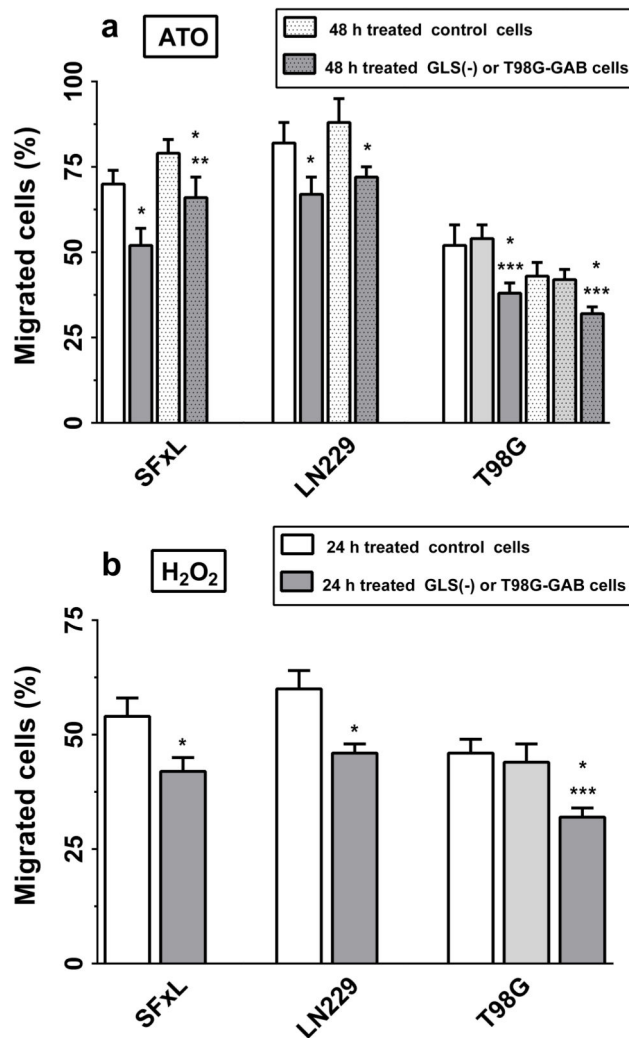 a
ATO
48 h treated control cells
48 h treated GLS(-) or T98G-GAB cells
Migrated cells (%)
100
75
50
25
0
*
*
**
*
*
*
***
*
***
SFxL
LN229
T98G
b
H₂O₂
24 h treated control cells
24 h treated GLS(-) or T98G-GAB cells
Migrated cells (%)
75
50
25
0
*
*
*
***
SFxL
LN229
T98G